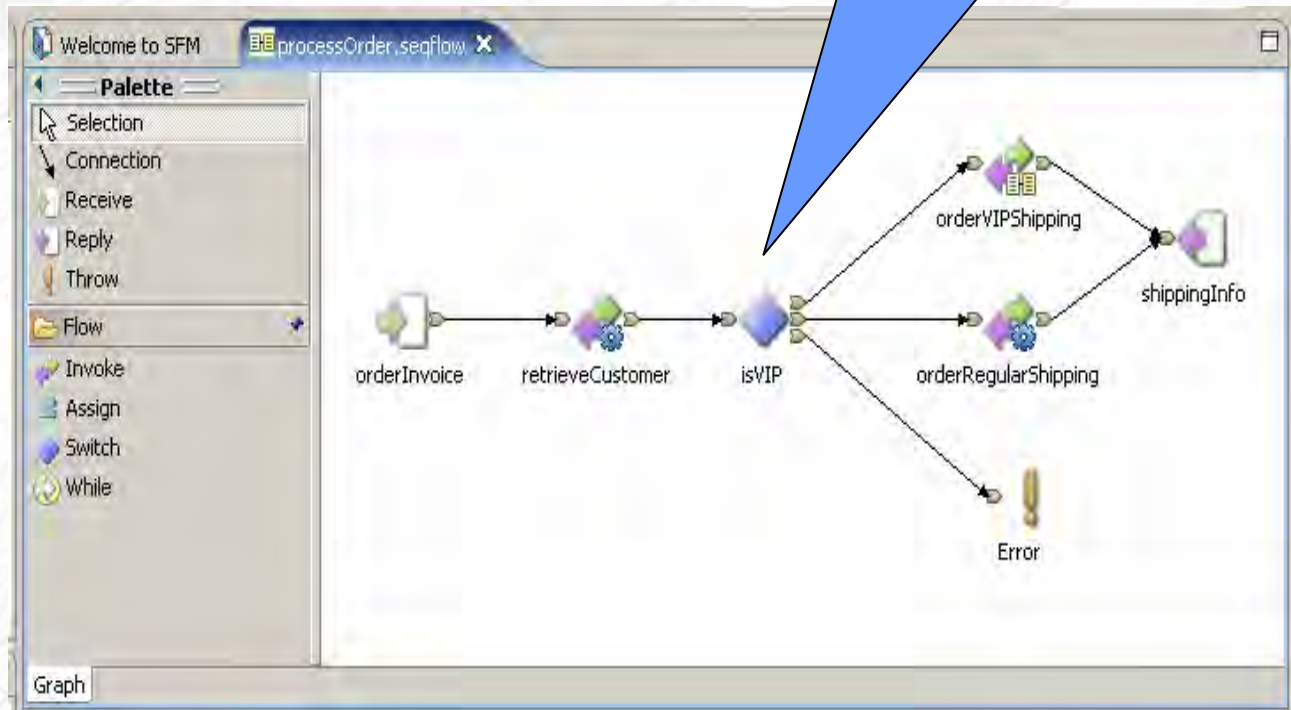 Welcome to SFM
processOrder.seqflow
Palette
Selection
Connection
Receive
Reply
Throw
Flow
Invoke
Assign
Switch
While
orderInvoice
retrieveCustomer
isVIP
orderVIPShipping
orderRegularShipping
shippingInfo
Error
Graph